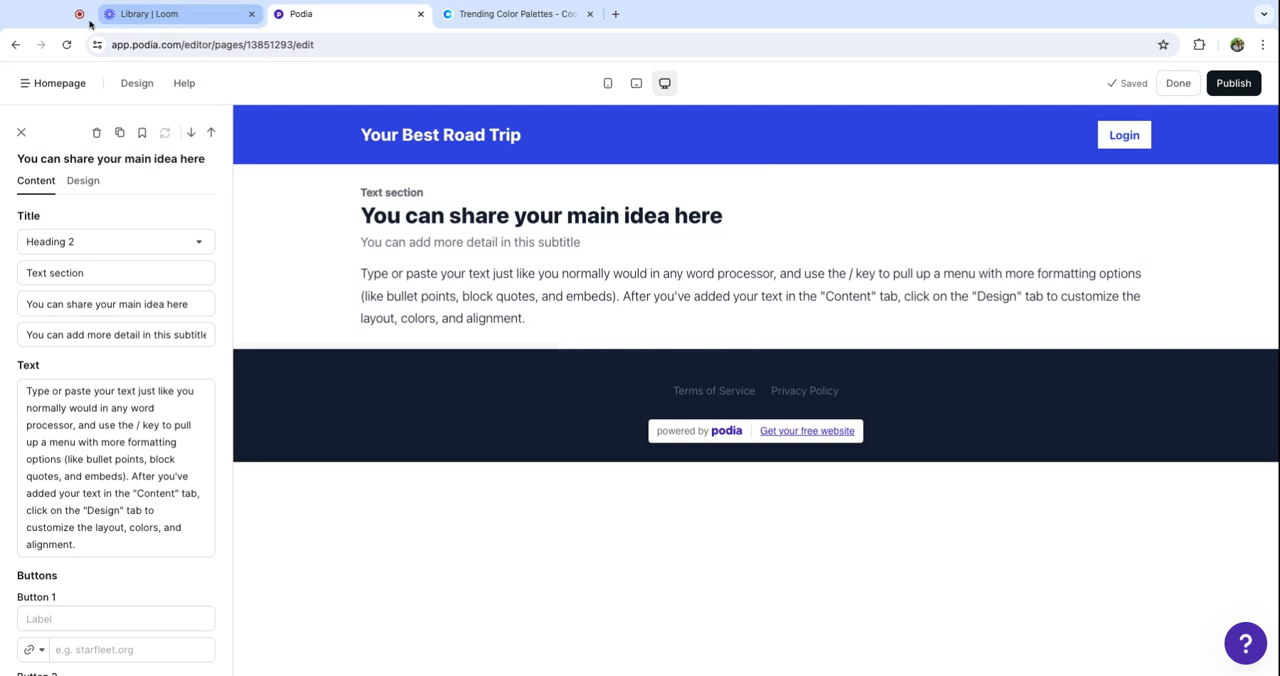 Library | Loom
Podia
Trending Color Palettes - Coo
app.podia.com/editor/pages/13851293/edit
Homepage
Design
Help
Saved
Done
Publish
You can share your main idea here
Content
Design
Title
Heading 2
Text section
You can share your main idea here
You can add more detail in this subtitle
Text
Type or paste your text just like you
normally would in any word
processor, and use the / key to pull
up a menu with more formatting
options (like bullet points, block
quotes, and embeds). After you've
added your text in the "Content" tab,
click on the "Design" tab to
customize the layout, colors, and
alignment.
Buttons
Button 1
Label
e.g. starfleet.org
Your Best Road Trip
Login
Text section
You can share your main idea here
You can add more detail in this subtitle
Type or paste your text just like you normally would in any word processor, and use the / key to pull up a menu with more formatting options
(like bullet points, block quotes, and embeds). After you've added your text in the "Content" tab, click on the "Design" tab to customize the
layout, colors, and alignment.
Terms of Service
Privacy Policy
powered by podia
Get your free website
?